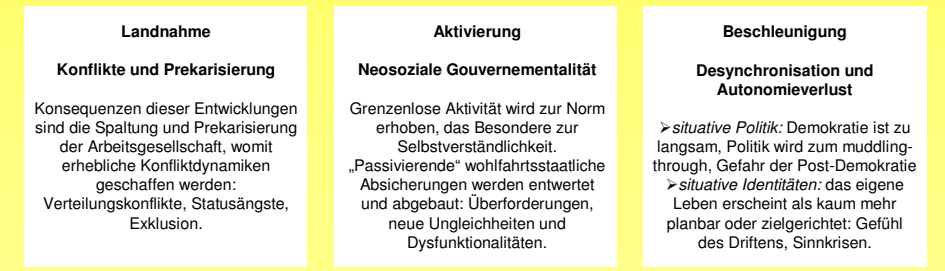 Landnahme
Konflikte und Prekarisierung
Konsequenzen dieser Entwicklungen
sind die Spaltung und Prekarisierung
der Arbeitsgesellschaft, womit
erhebliche Konfliktdynamiken
geschaffen werden:
Verteilungskonflikte, Statusängste,
Exklusion.
Aktivierung
Neosoziale Gouvernementalität
Grenzenlose Aktivität wird zur Norm
erhoben, das Besondere zur
Selbstverständlichkeit.
„Passivierende“ wohlfahrtsstaatliche
Absicherungen werden entwertet
und abgebaut: Überforderungen,
neue Ungleichheiten und
Dysfunktionalitäten.
Beschleunigung
Desynchronisation und
Autonomieverlust
➢situative Politik: Demokratie ist zu
langsam, Politik wird zum muddling-
through, Gefahr der Post-Demokratie
➢situative Identitäten: das eigene
Leben erscheint als kaum mehr
planbar oder zielgerichtet: Gefühl
des Driftens, Sinnkrisen.